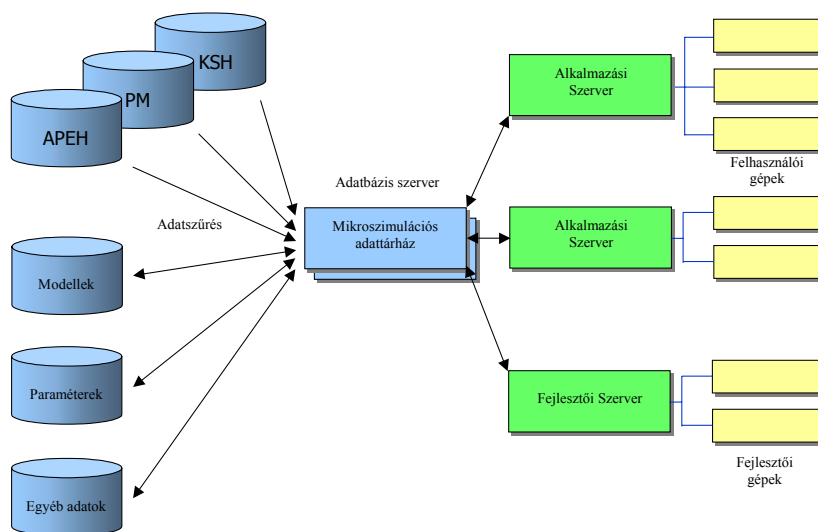 KSH
PM
APEH
Adatszűrés
Modellek
Paraméterek
Egyéb adatok
Adatbázis szerver
Mikroszimulációs
adattárház
Alkalmazási
Szerver
Felhasználói
gépek
Alkalmazási
Szerver
Fejlesztői Szerver
Fejlesztői
gépek